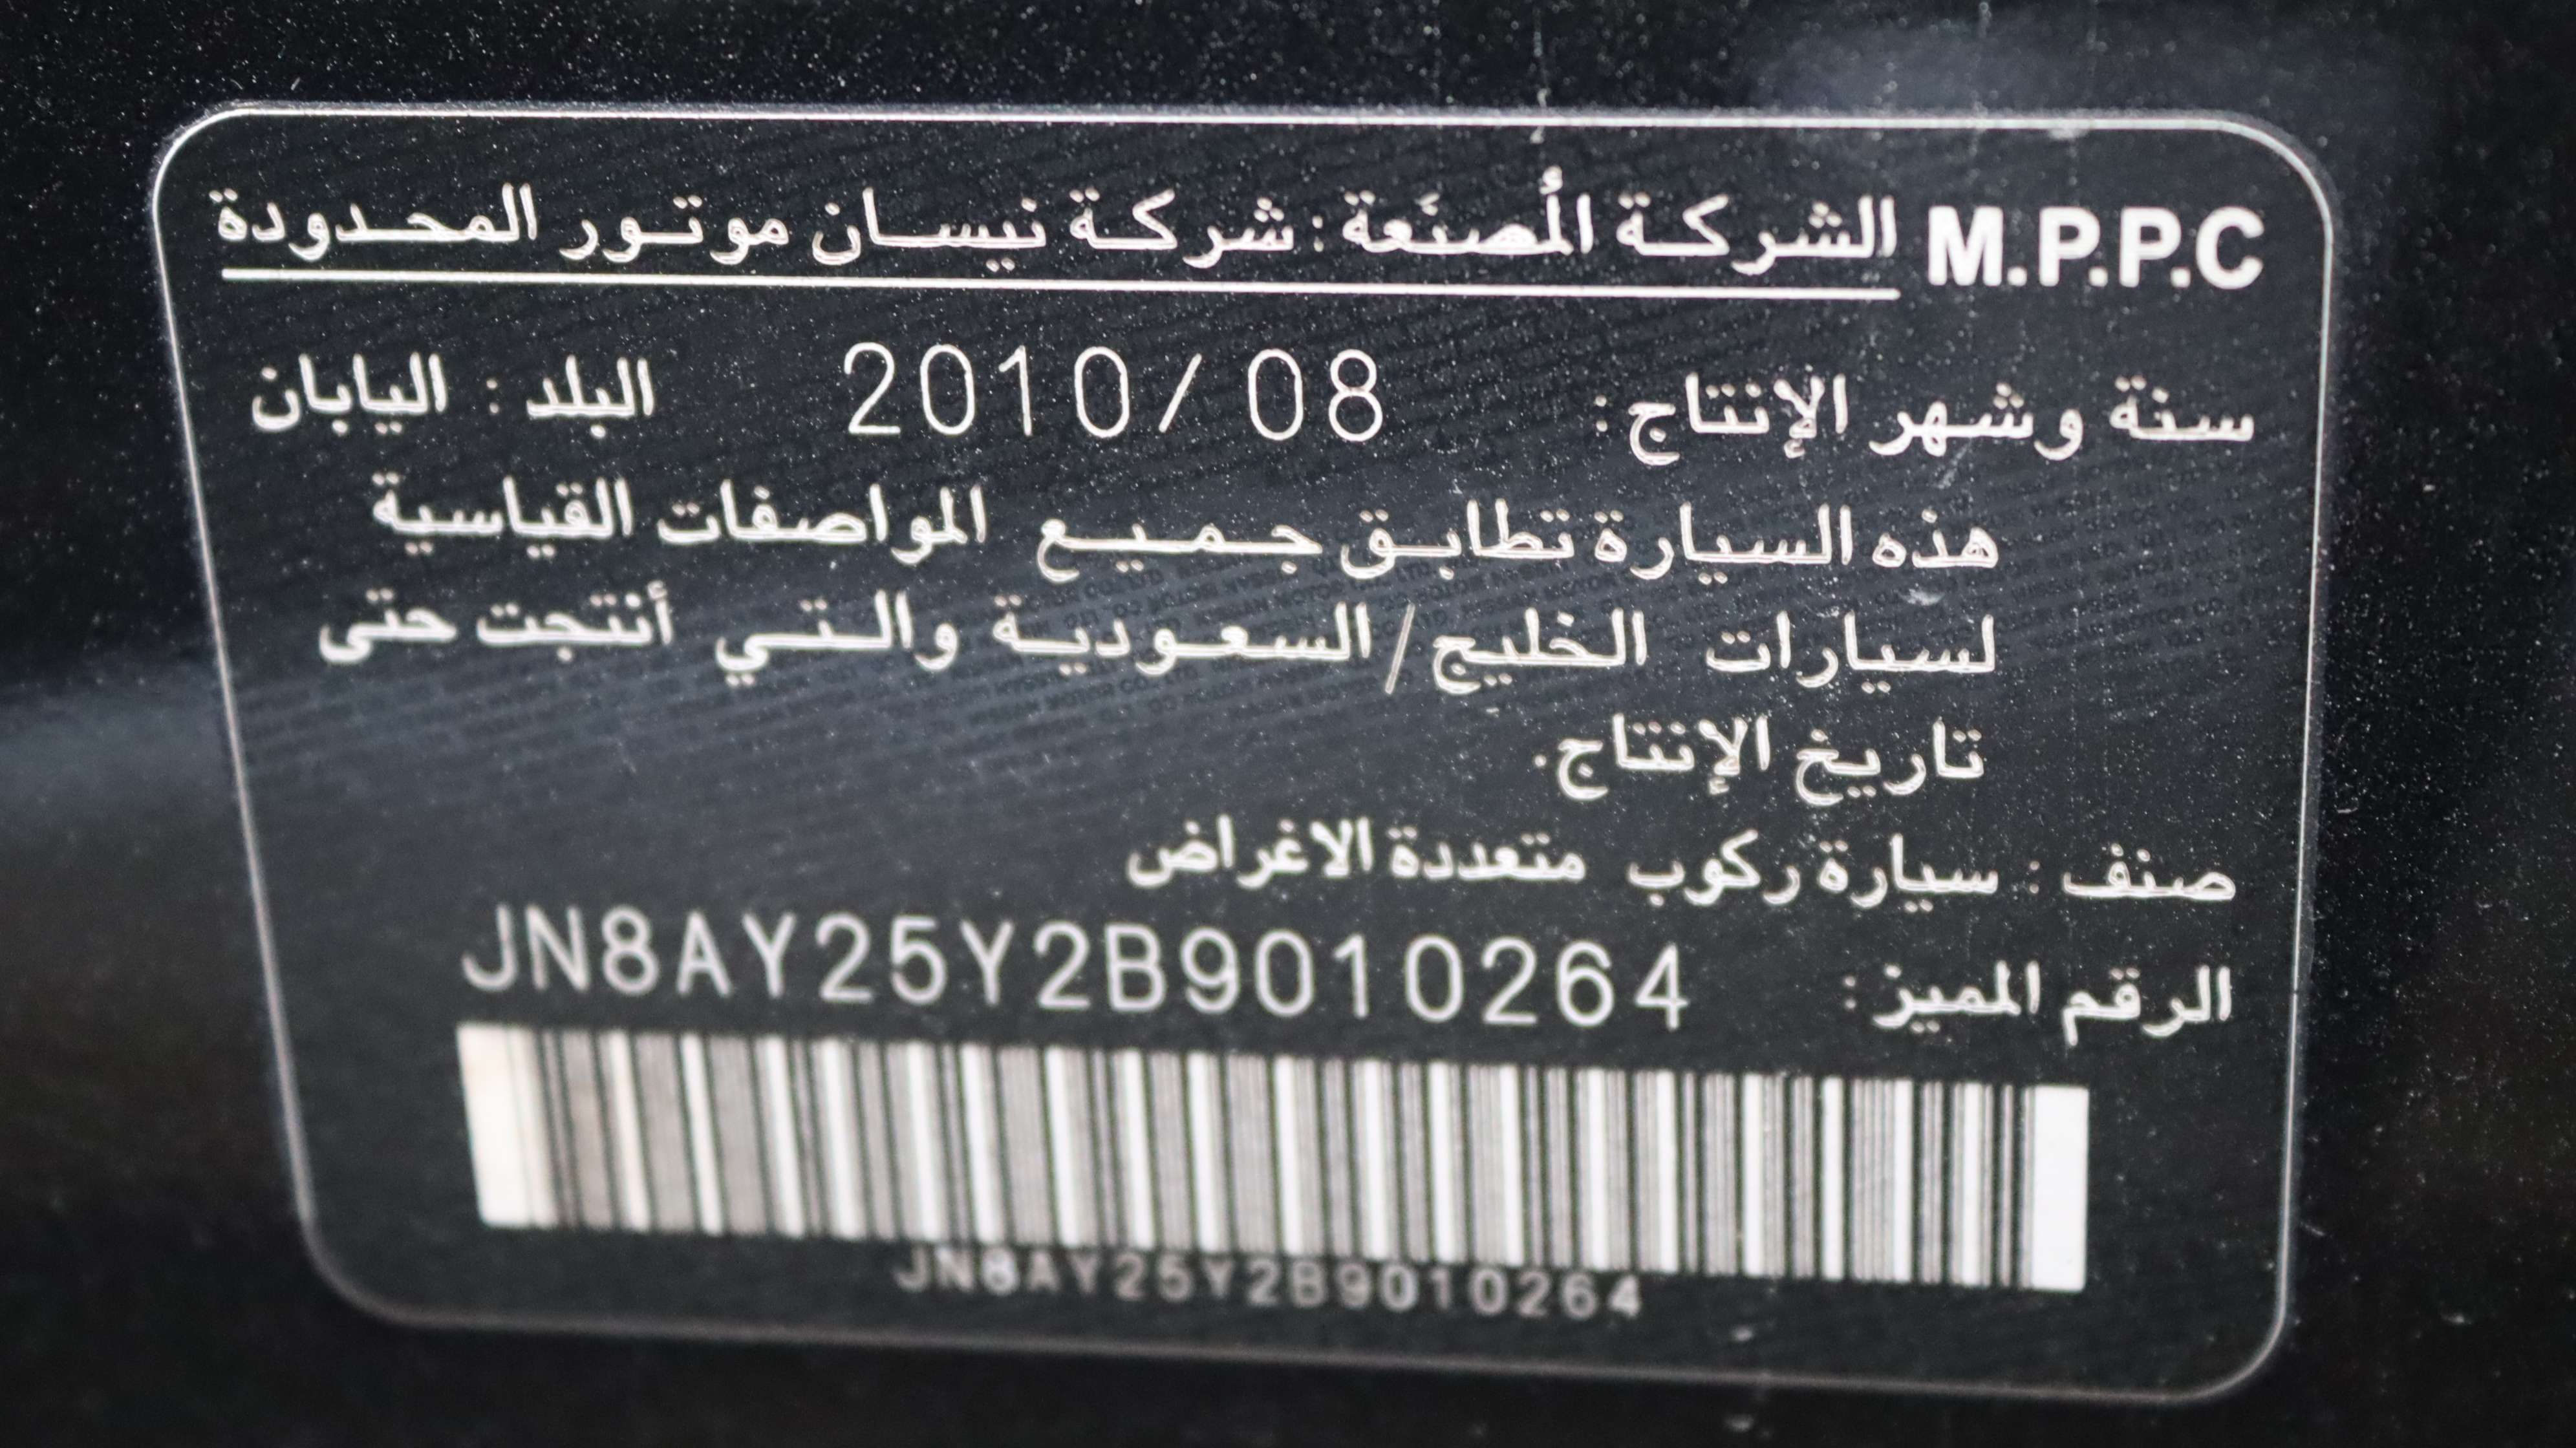 M.P.P.C الشركة المُصنَعة: شركة نيسان موتور المحدودة
سنة وشهر الإنتاج: 2010/08 البلد : اليابان
هذه السيارة تطابق جميع المواصفات القياسية
لسيارات الخليج/السعودية والتي أنتجت حتى
تاريخ الإنتاج.
صنف : سيارة ركوب متعددة الاغراض
الرقم المميز: JN8AY25Y2B9010264
JN8AY25Y2B9010264